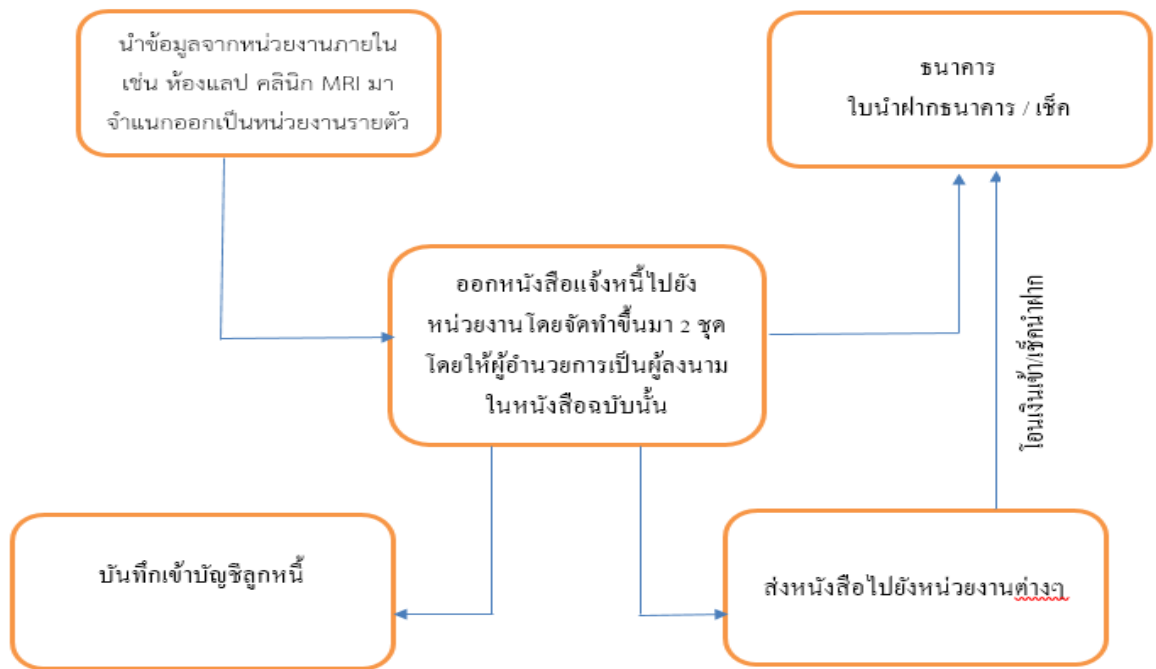 นำข้อมูลจากหน่วยงานภายใน
เช่น ห้องแลป คลินิก MRI มา
จำแนกออกเป็นหน่วยงานรายตัว
ธนาคาร
ใบนำฝากธนาคาร / เช็ค
ออกหนังสือแจ้งหนี้ไปยัง
หน่วยงานโดยจัดทำขึ้นมา 2 ชุด
โดยให้ผู้อำนวยการเป็นผู้ลงนาม
ในหนังสือฉบับนั้น
โอนเงินเข้า/เช็คนำฝาก
บันทึกเข้าบัญชีลูกหนี้
ส่งหนังสือไปยังหน่วยงานต่างๆ